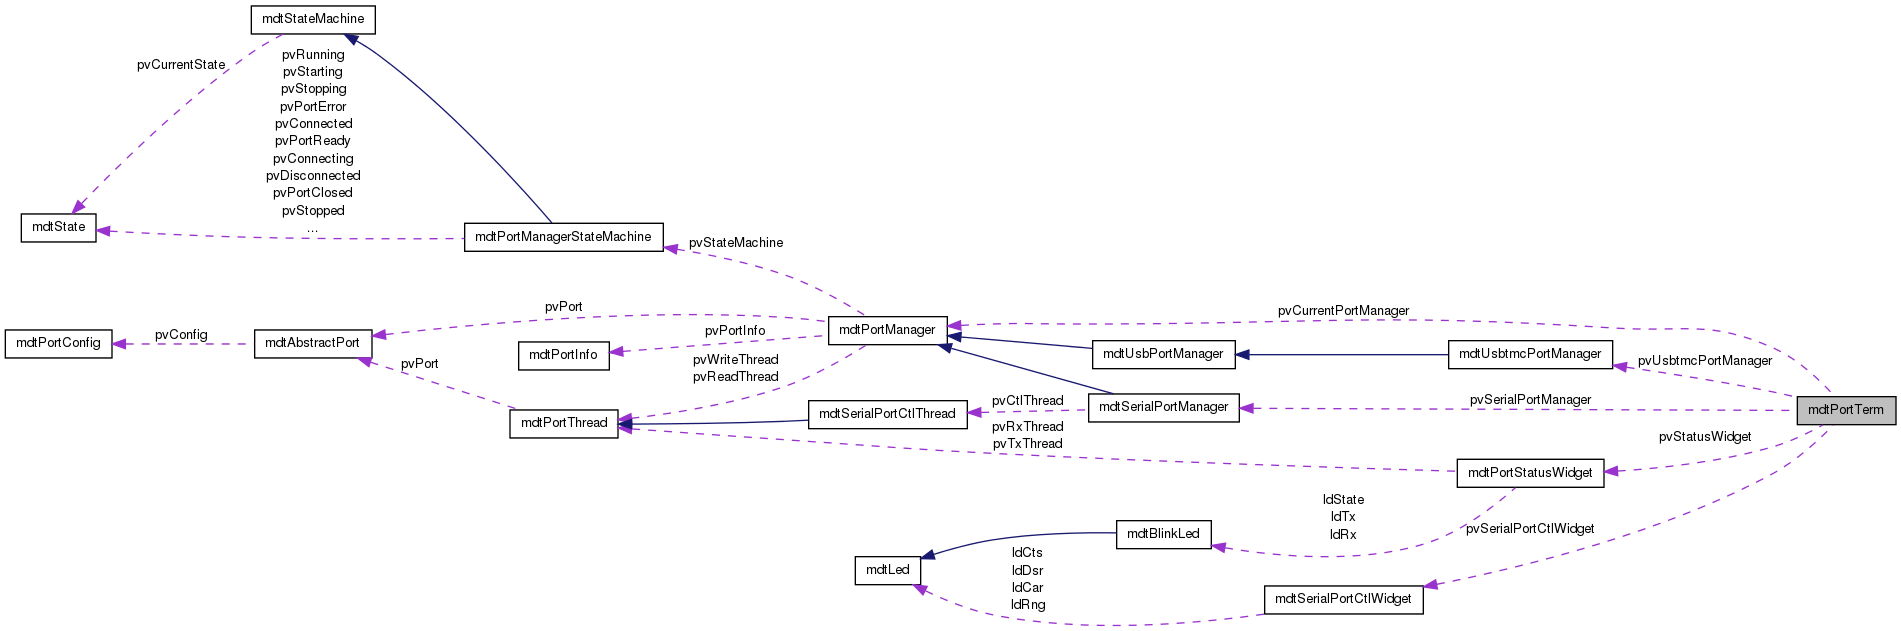 mdtStateMachine
pvCurrentState
pvRunning
pvStarting
pvStopping
pvPortError
pvConnected
pvPortReady
pvConnecting
pvDisconnected
pvPortClosed
pvStopped
...
mdtState
mdtPortManagerStateMachine
pvStateMachine
pvPort
pvCurrentPortManager
mdtPortConfig
pvConfig
mdtAbstractPort
pvPortInfo
mdtPortManager
mdtPortInfo
mdtUsbPortManager
mdtUsbtmcPortManager
pvUsbtmcPortManager
pvPort
pvWriteThread
pvReadThread
pvCtlThread
mdtSerialPortManager
pvSerialPortManager
mdtPortTerm
mdtPortThread
mdtSerialPortCtlThread
pvRxThread
pvTxThread
pvStatusWidget
mdtPortStatusWidget
ldState
ldTx
ldRx
pvSerialPortCtlWidget
mdtBlinkLed
mdtLed
ldCts
ldDsr
ldCar
ldRng
mdtSerialPortCtlWidget